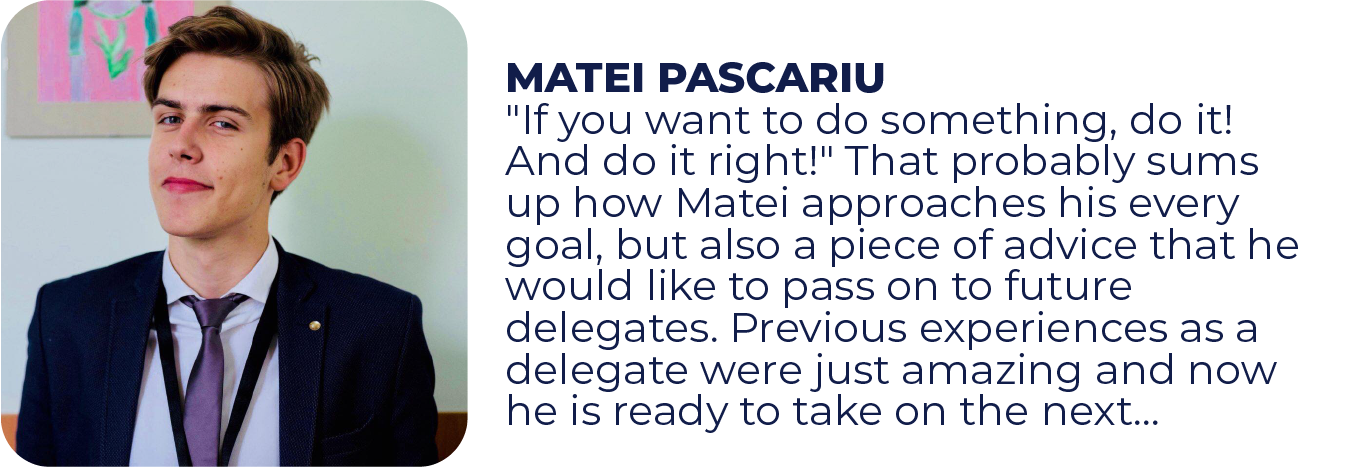 MATEI PASCARIU
"If you want to do something, do it!
And do it right!" That probably sums
up how Matei approaches his every
goal, but also a piece of advice that he
would like to pass on to future
delegates. Previous experiences as a
delegate were just amazing and now
he is ready to take on the next...